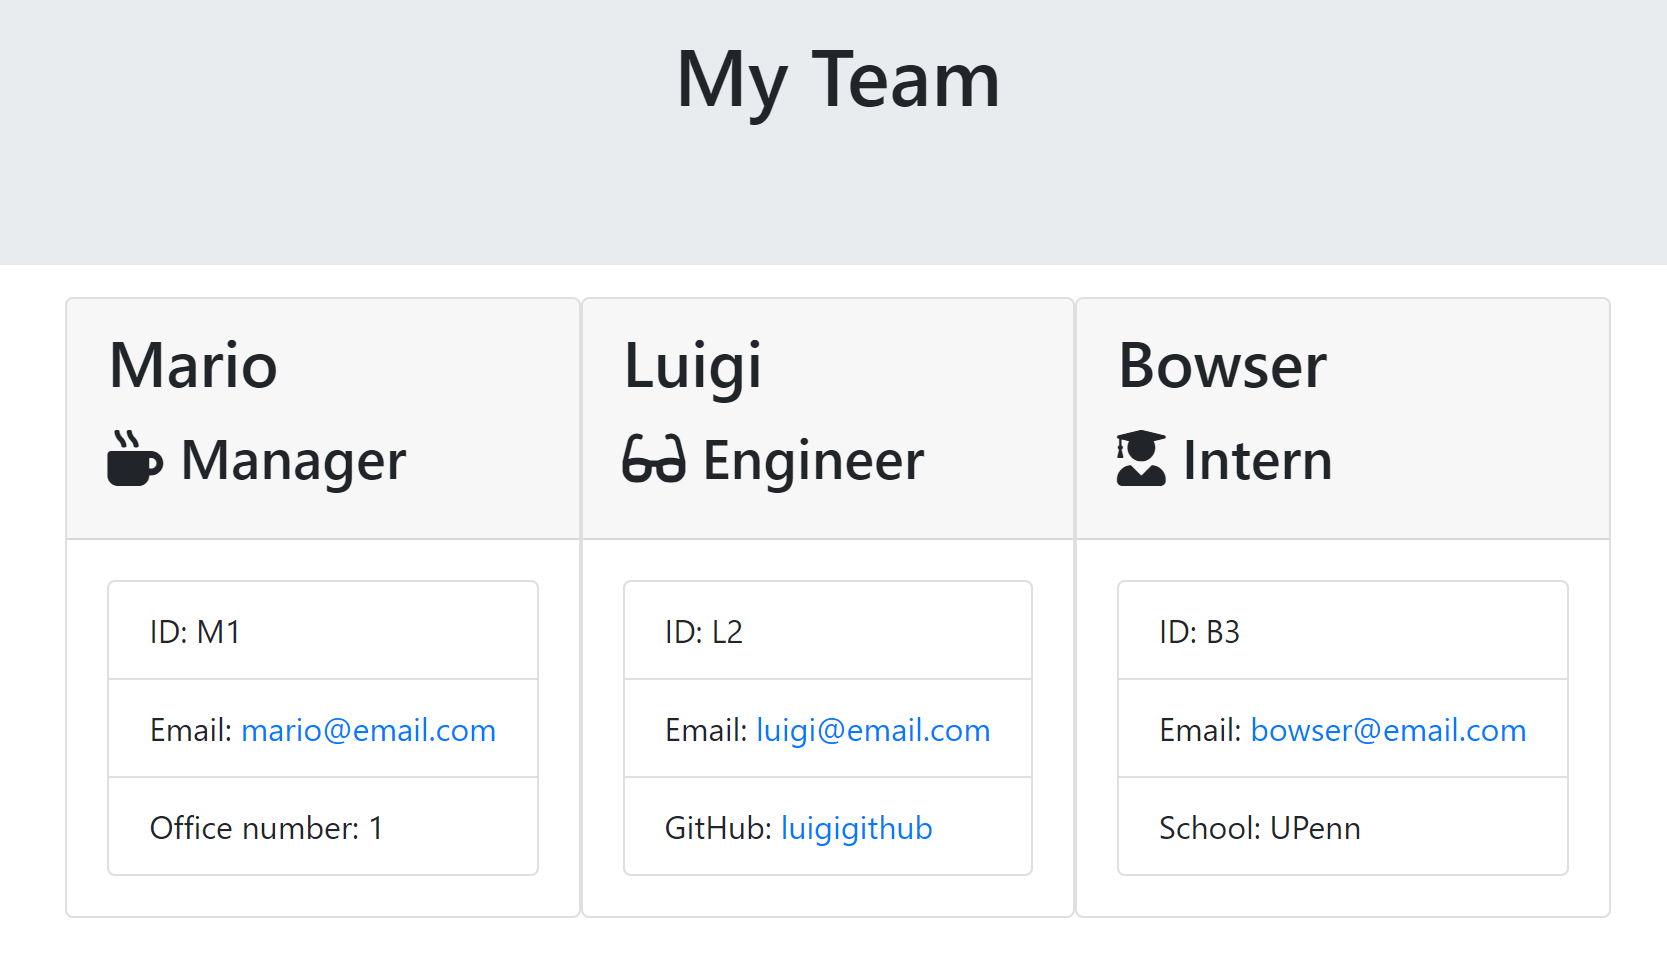 My Team
Mario
Manager
ID: M1
Email: mario@email.com
Office number: 1
Luigi
Engineer
ID: L2
Email: luigi@email.com
GitHub: luigigithub
Bowser
Intern
ID: B3
Email: bowser@email.com
School: UPenn